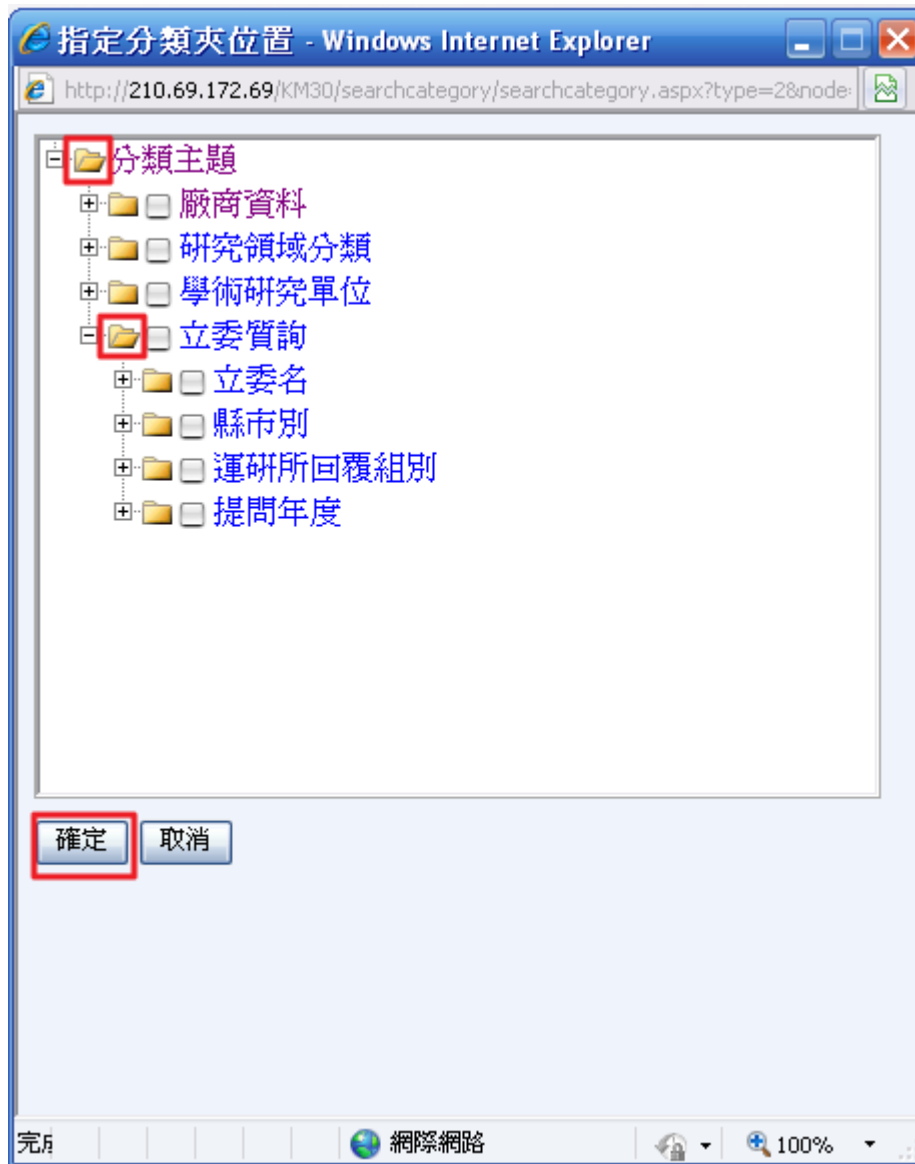 指定分類夾位置 - Windows Internet Explorer
http://210.69.172.69/KM30/searchcategory/searchcategory.aspx?type=2&node
分類主題
廠商資料
研究領域分類
學術研究單位
立委質詢
立委名
縣市別
運研所回覆組別
提問年度
確定 取消
完成 網際網路 100%